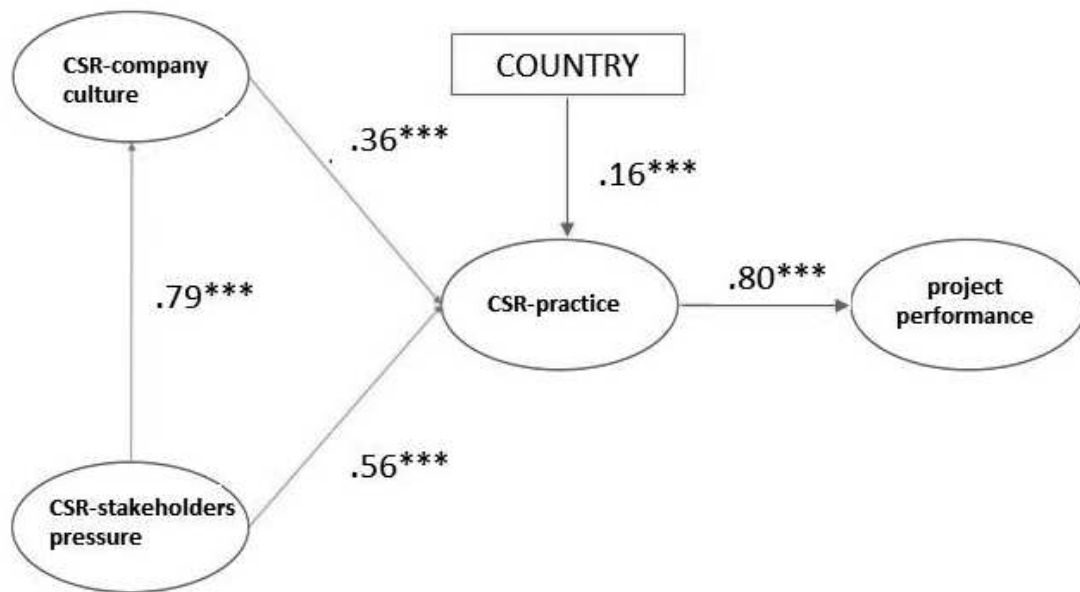 CSR-company
culture
COUNTRY
.36***
.16***
.79***
CSR-practice
.80***
project
performance
.56***
CSR-stakeholders
pressure